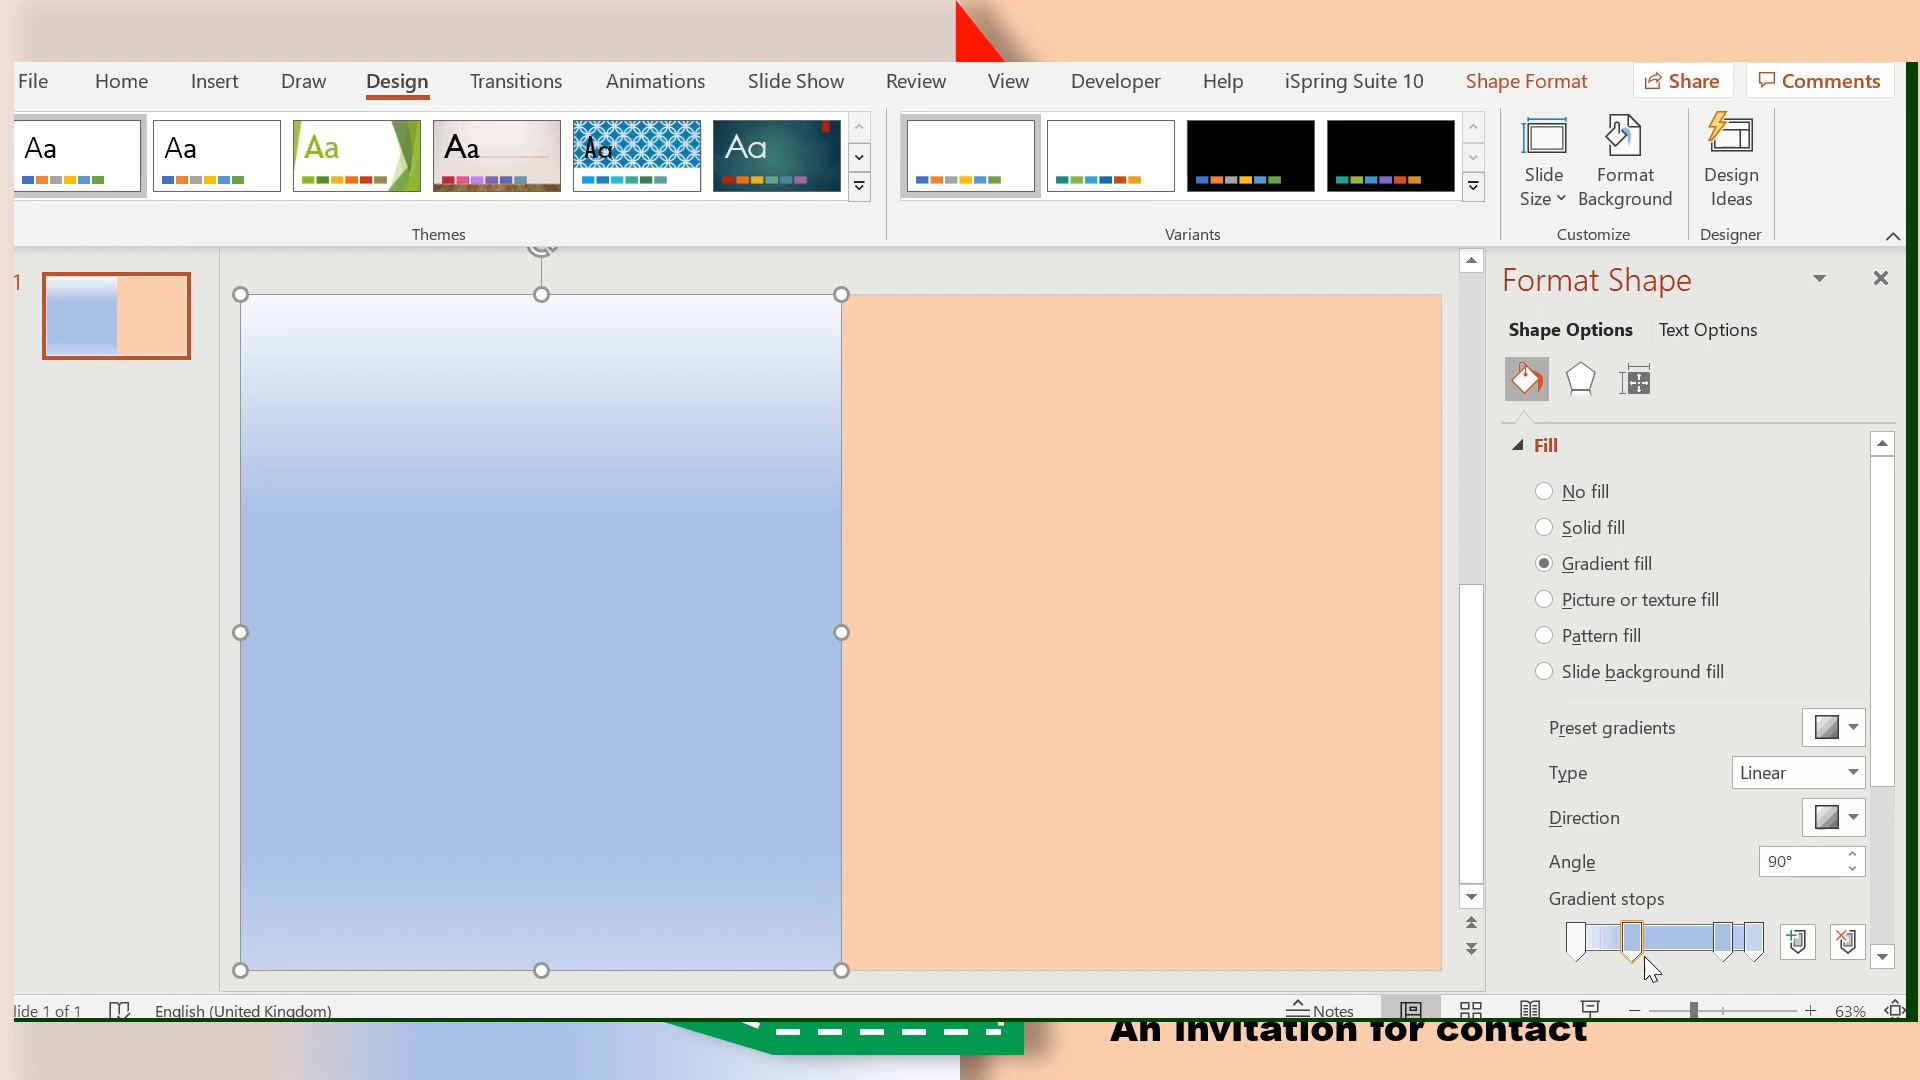 File Home Insert Draw Design Transitions Animations Slide Show Review View Developer Help iSpring Suite 10 Shape Format Share Comments
Aa Aa Aa Aa Aa Aa
Slide Size
Format Background
Design Ideas
Themes Variants Customize Designer
1
Format Shape
Shape Options Text Options
Fill
No fill
Solid fill
Gradient fill
Picture or texture fill
Pattern fill
Slide background fill
Preset gradients
Type Linear
Direction
Angle 90°
Gradient stops
lide 1 of 1 English (United Kingdom) Notes 63%
An invitation for contact